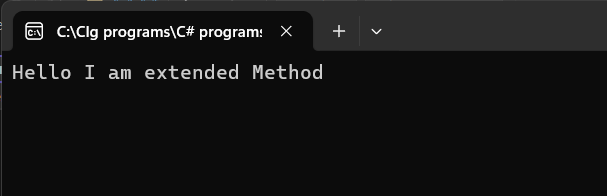 C:\Clg programs\C# programs
Hello I am extended Method